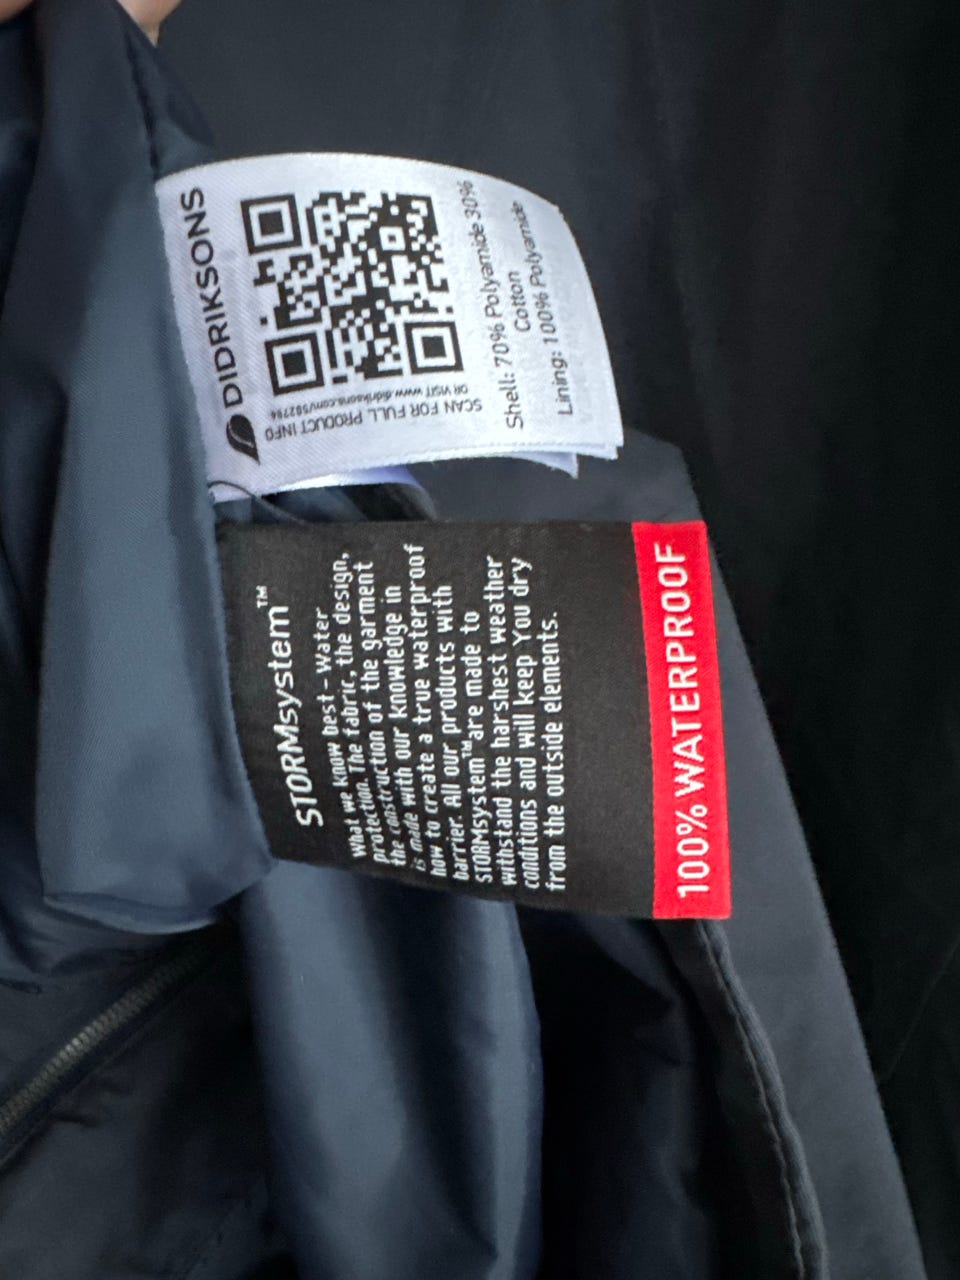 DIDRIKSONS
SCAN FOR FULL PRODUCT INFO
OR VISIT www.didriksons.com/502794
Shell: 70% Polyamide 30%
Cotton
Lining: 100% Polyamide
STORMsystem™
What we know best - Water
protection. The fabric, the design,
the construction of the garment
is made with our knowledge in
how to create a true waterproof
barrier. All our products with
STORMsystem™ are made to
withstand the harshest weather
conditions and will keep You dry
from the outside elements.
100% WATERPROOF